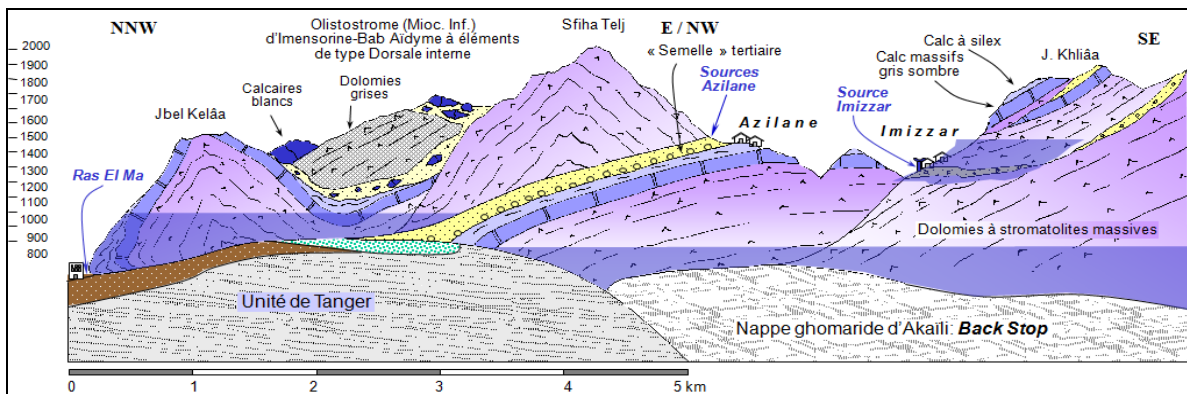 NNW
Olistostrome (Mioc. Inf.)
d'Imensorine-Bab Aïdyme à éléments
de type Dorsale interne
Sfiha Telj
E / NW
« Semelle » tertiaire
Calc à silex
Calc massifs
gris sombre
J. Khliâa
SE
Calcaires
blancs
Dolomies
grises
Sources
Azilane
Source
Imizzar
Jbel Kelâa
Azilane
Imizzar
Ras El Ma
2000
1900
1800
1700
1600
1500
1400
1300
1200
1000
900
800
Dolomies à stromatolites massives
Unité de Tanger
Nappe ghomaride d'Akaïli: Back Stop
0
1
2
3
4
5 km